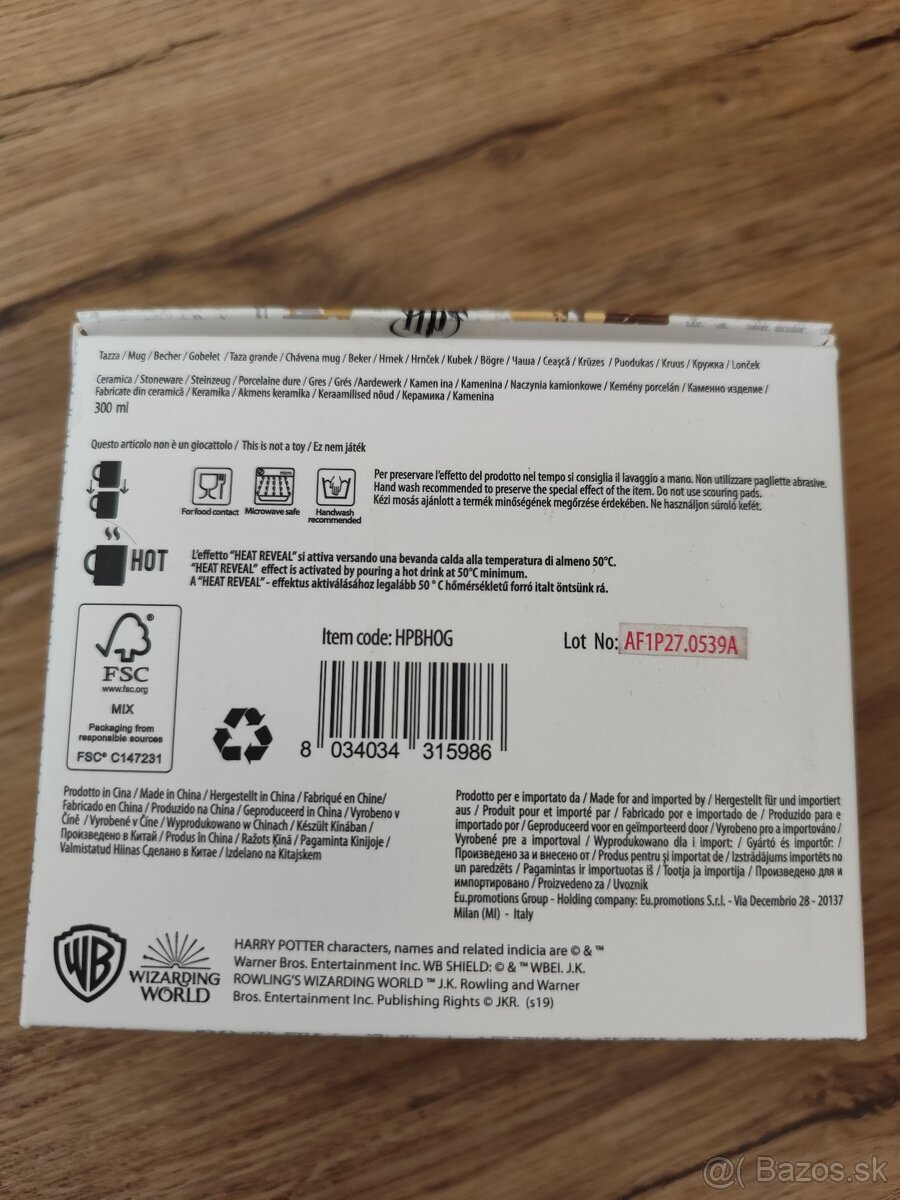 HP
Tazza / Mug / Becher / Gobelet / Taza grande / Chávena mug / Beker / Hrnek / Hrnček / Kubek / Bögre / Чаша / Ceașcă / Krūzes / Puodukas / Kruus / Кружка / Lonček
Ceramica / Stoneware / Steinzeug / Porcelaine dure / Gres / Grés /Aardewerk / Kamen ina / Kamenina / Naczynia kamionkowe / Kemény porcelán / Каменно изделие /
Fabricate din ceramică / Keramika / Akmens keramika / Keraamilised nõud / Керамика / Kamenina
300 ml
Questo articolo non è un giocattolo / This is not a toy / Ez nem játék
For food contact
micro
Microwave safe
Handwash
recommended
Per preservare l'effetto del prodotto nel tempo si consiglia il lavaggio a mano. Non utilizzare pagliette abrasive.
Hand wash recommended to preserve the special effect of the item. Do not use scouring pads.
Kézi mosás ajánlott a termék minőségének megőrzése érdekében. Ne használjon súroló kefét.
HOT
L'effetto "HEAT REVEAL" si attiva versando una bevanda calda alla temperatura di almeno 50°C.
"HEAT REVEAL" effect is activated by pouring a hot drink at 50°C minimum.
A "HEAT REVEAL" - effektus aktiválásához legalább 50 ° C hőmérsékletű forró italt öntsünk rá.
FSC
www.fsc.org
MIX
Packaging from
responsible sources
FSC® C147231
Item code: HPBHOG
Lot No: AF1P27.0539A
8 034034 315986
Prodotto in Cina / Made in China / Hergestellt in China / Fabriqué en Chine/
Fabricado en China / Produzido na China / Geproduceerd in China / Vyrobeno v
Číně / Vyrobené v Číne / Wyprodukowano w Chinach / Készült Kínában /
Произведено в Китай / Produs în China / Ražots Ķīnā / Pagaminta Kinijoje /
Valmistatud Hiinas Сделано в Китае / Izdelano na Kitajskem
Prodotto per e importato da / Made for and imported by / Hergestellt für und importiert
aus / Produit pour et importé par / Fabricado por e importado de / Produzido para e
importado por / Geproduceerd voor en geïmporteerd door / Vyrobeno pro a importováno /
Vyrobené pre a importoval / Wyprodukowano dla i import: / Gyártó és importőr: /
Произведено за и внесено от / Produs pentru și importat de / Izstrādājums importēts no
un paredzēts / Pagamintas ir importuotas iš / Tootja ja importija / Произведено для и
импортировано / Proizvedeno za / Uvoznik
Eu.promotions Group - Holding company: Eu.promotions S.r.l. - Via Decembrio 28 - 20137
Milan (MI) - Italy
WB
WIZARDING
WORLD
HARRY POTTER characters, names and related indicia are © & ™
Warner Bros. Entertainment Inc. WB SHIELD: © & ™ WBEI. J.K.
ROWLING'S WIZARDING WORLD ™ J.K. Rowling and Warner
Bros. Entertainment Inc. Publishing Rights © JKR. (s19)
@( Bazos.sk